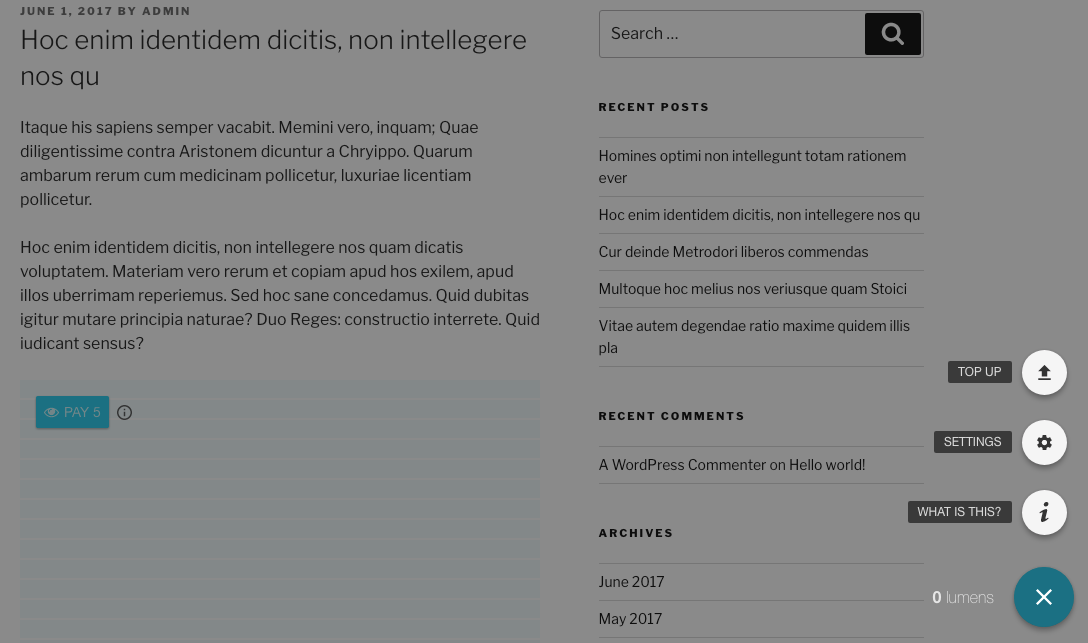 JUNE 1, 2017 BY ADMIN
Hoc enim identidem dicitis, non intellegere
nos qu
Itaque his sapiens semper vacabit. Memini vero, inquam; Quae
diligentissime contra Aristonem dicuntur a Chryippo. Quarum
ambarum rerum cum medicinam pollicetur, luxuriae licentiam
pollicetur.
Hoc enim identidem dicitis, non intellegere nos quam dicatis
voluptatem. Materiam vero rerum et copiam apud hos exilem, apud
illos uberrimam reperiemus. Sed hoc sane concedamus. Quid dubitas
igitur mutare principia naturae? Duo Reges: constructio interrete. Quid
iudicant sensus?
PAY 5
Search …
RECENT POSTS
Homines optimi non intellegunt totam rationem
ever
Hoc enim identidem dicitis, non intellegere nos qu
Cur deinde Metrodori liberos commendas
Multoque hoc melius nos veriusque quam Stoici
Vitae autem degendae ratio maxime quidem illis
pla
RECENT COMMENTS
A WordPress Commenter on Hello world!
ARCHIVES
June 2017
May 2017
TOP UP
SETTINGS
WHAT IS THIS?
0 lumens